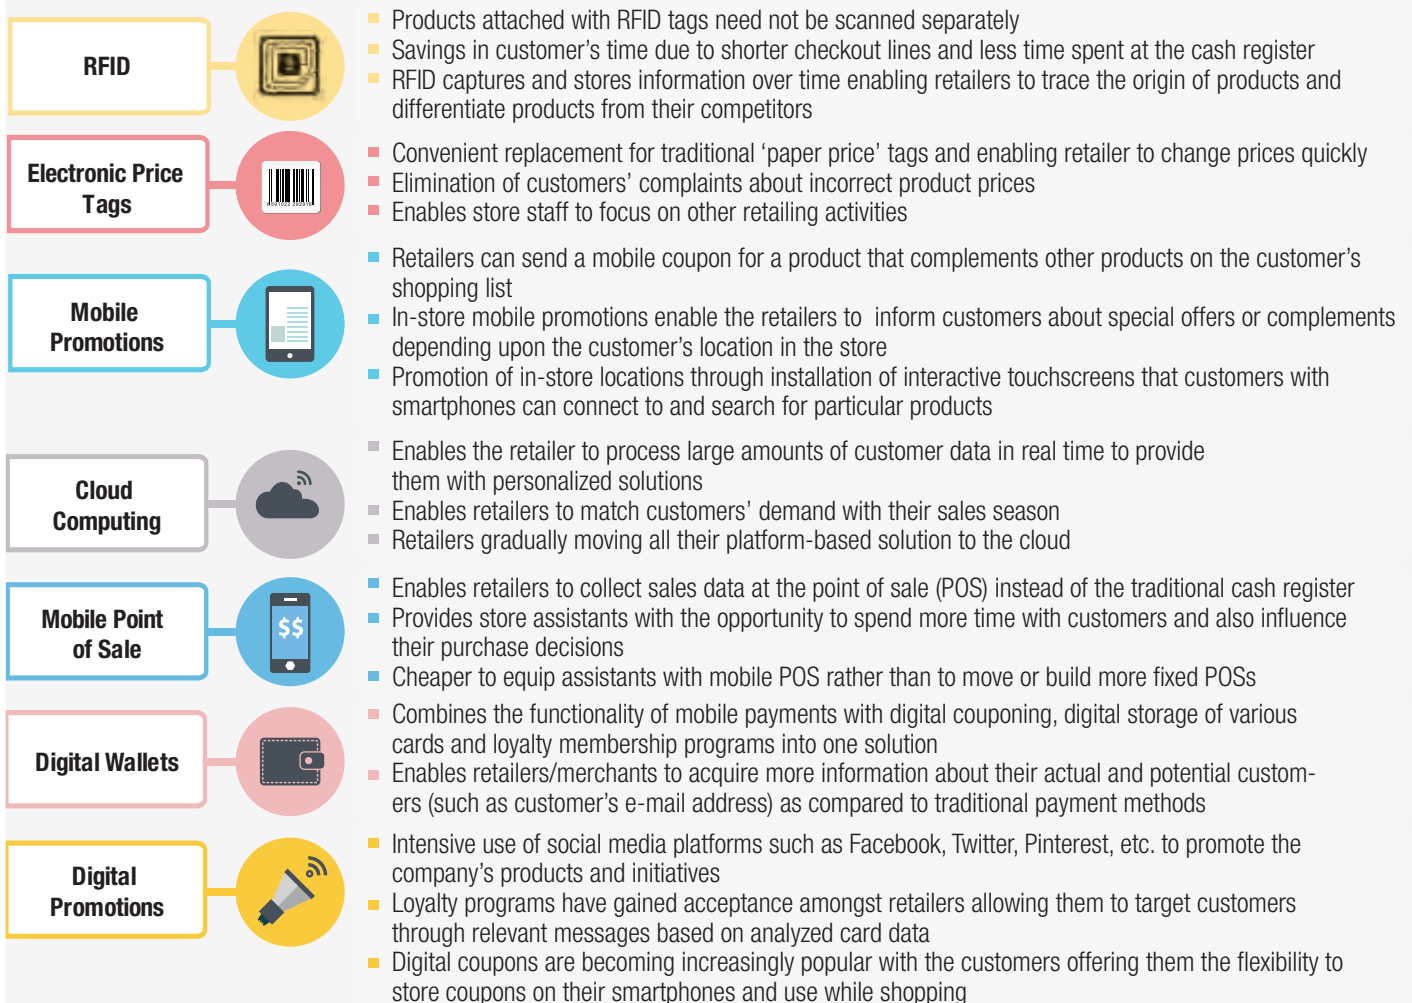 RFID
Products attached with RFID tags need not be scanned separately
Savings in customer's time due to shorter checkout lines and less time spent at the cash register
RFID captures and stores information over time enabling retailers to trace the origin of products and
differentiate products from their competitors
Electronic Price
Tags
Convenient replacement for traditional ‘paper price’ tags and enabling retailer to change prices quickly
Elimination of customers’ complaints about incorrect product prices
Enables store staff to focus on other retailing activities
Mobile
Promotions
Retailers can send a mobile coupon for a product that complements other products on the customer’s
shopping list
In-store mobile promotions enable the retailers to inform customers about special offers or complements
depending upon the customer’s location in the store
Promotion of in-store locations through installation of interactive touchscreens that customers with
smartphones can connect to and search for particular products
Cloud
Computing
Enables the retailer to process large amounts of customer data in real time to provide
them with personalized solutions
Enables retailers to match customers’ demand with their sales season
Retailers gradually moving all their platform-based solution to the cloud
Mobile Point
of Sale
$$
Enables retailers to collect sales data at the point of sale (POS) instead of the traditional cash register
Provides store assistants with the opportunity to spend more time with customers and also influence
their purchase decisions
Cheaper to equip assistants with mobile POS rather than to move or build more fixed POSs
Digital Wallets
Combines the functionality of mobile payments with digital couponing, digital storage of various
cards and loyalty membership programs into one solution
Enables retailers/merchants to acquire more information about their actual and potential custom-
ers (such as customer’s e-mail address) as compared to traditional payment methods
Digital
Promotions
Intensive use of social media platforms such as Facebook, Twitter, Pinterest, etc. to promote the
company’s products and initiatives
Loyalty programs have gained acceptance amongst retailers allowing them to target customers
through relevant messages based on analyzed card data
Digital coupons are becoming increasingly popular with the customers offering them the flexibility to
store coupons on their smartphones and use while shopping